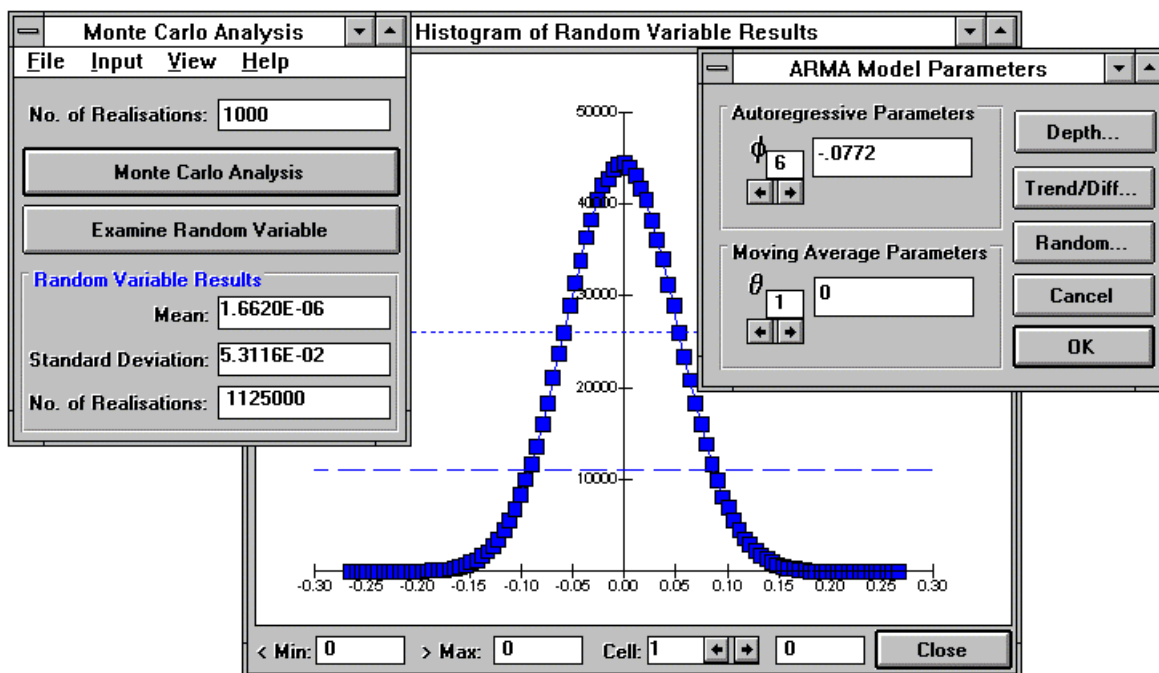 Monte Carlo Analysis
File Input View Help
No. of Realisations: 1000
Monte Carlo Analysis
Examine Random Variable
Random Variable Results
Mean: 1.6620E-06
Standard Deviation: 5.3116E-02
No. of Realisations: 1125000
Histogram of Random Variable Results
50000
40000
30000
20000
10000
-0.30 -0.25 -0.20 -0.15 -0.10 -0.05 0.00 0.05 0.10 0.15 0.20 0.25 0.30
< Min: 0 > Max: 0 Cell: 1 0 Close
ARMA Model Parameters
Autoregressive Parameters
ϕ 6 -.0772
Moving Average Parameters
θ 1 0
Depth...
Trend/Diff...
Random...
Cancel
OK